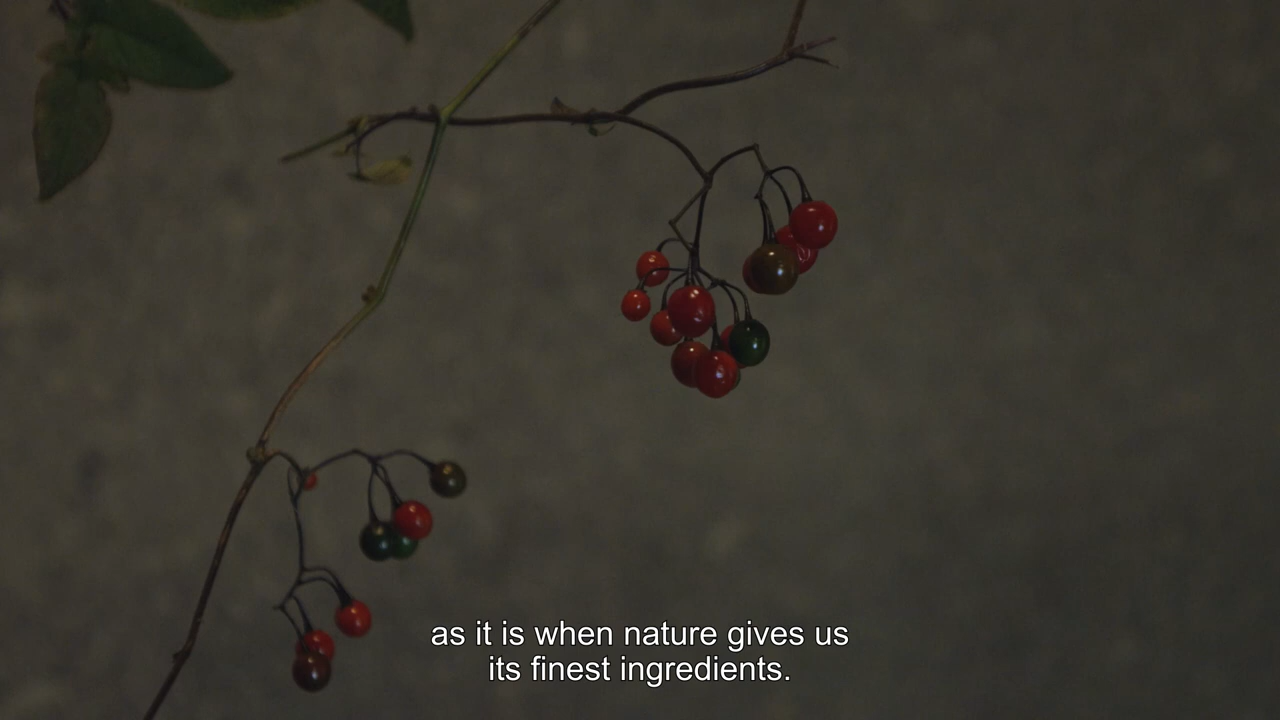 as it is when nature gives us
its finest ingredients.